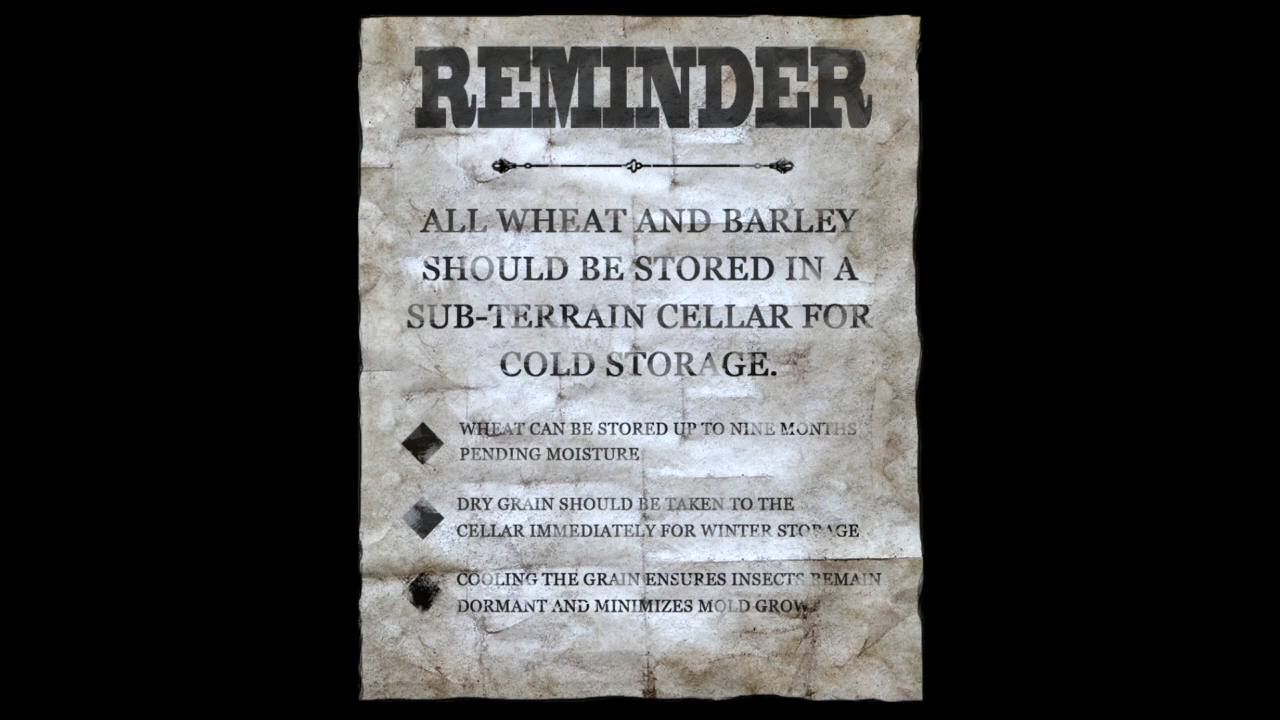 REMINDER
ALL WHEAT AND BARLEY
SHOULD BE STORED IN A
SUB-TERRAIN CELLAR FOR
COLD STORAGE.
WHEAT CAN BE STORED UP TO NINE MONTHS
PENDING MOISTURE
DRY GRAIN SHOULD BE TAKEN TO THE
CELLAR IMMEDIATELY FOR WINTER STORAGE
COOLING THE GRAIN ENSURES INSECTS REMAIN
DORMANT AND MINIMIZES MOLD